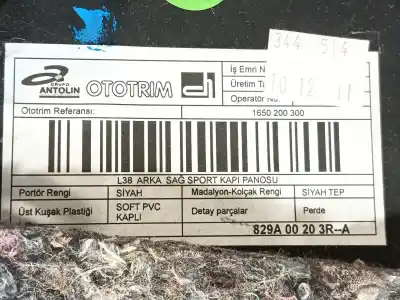 344 514
GRUPO
ANTOLIN OTOTRIM
İş Emri N
Üretim Ta 10 12 11
Operatör No:
Ototrim Referansı: 1650 200 300
L38 ARKA SAĞ SPORT KAPI PANOSU
Portör Rengi SİYAH Madalyon-Kolçak Rengi SİYAH TEP
Üst Kuşak Plastiği SOFT PVC KAPLI Detay parçalar Perde
829A 00 20 3R--A